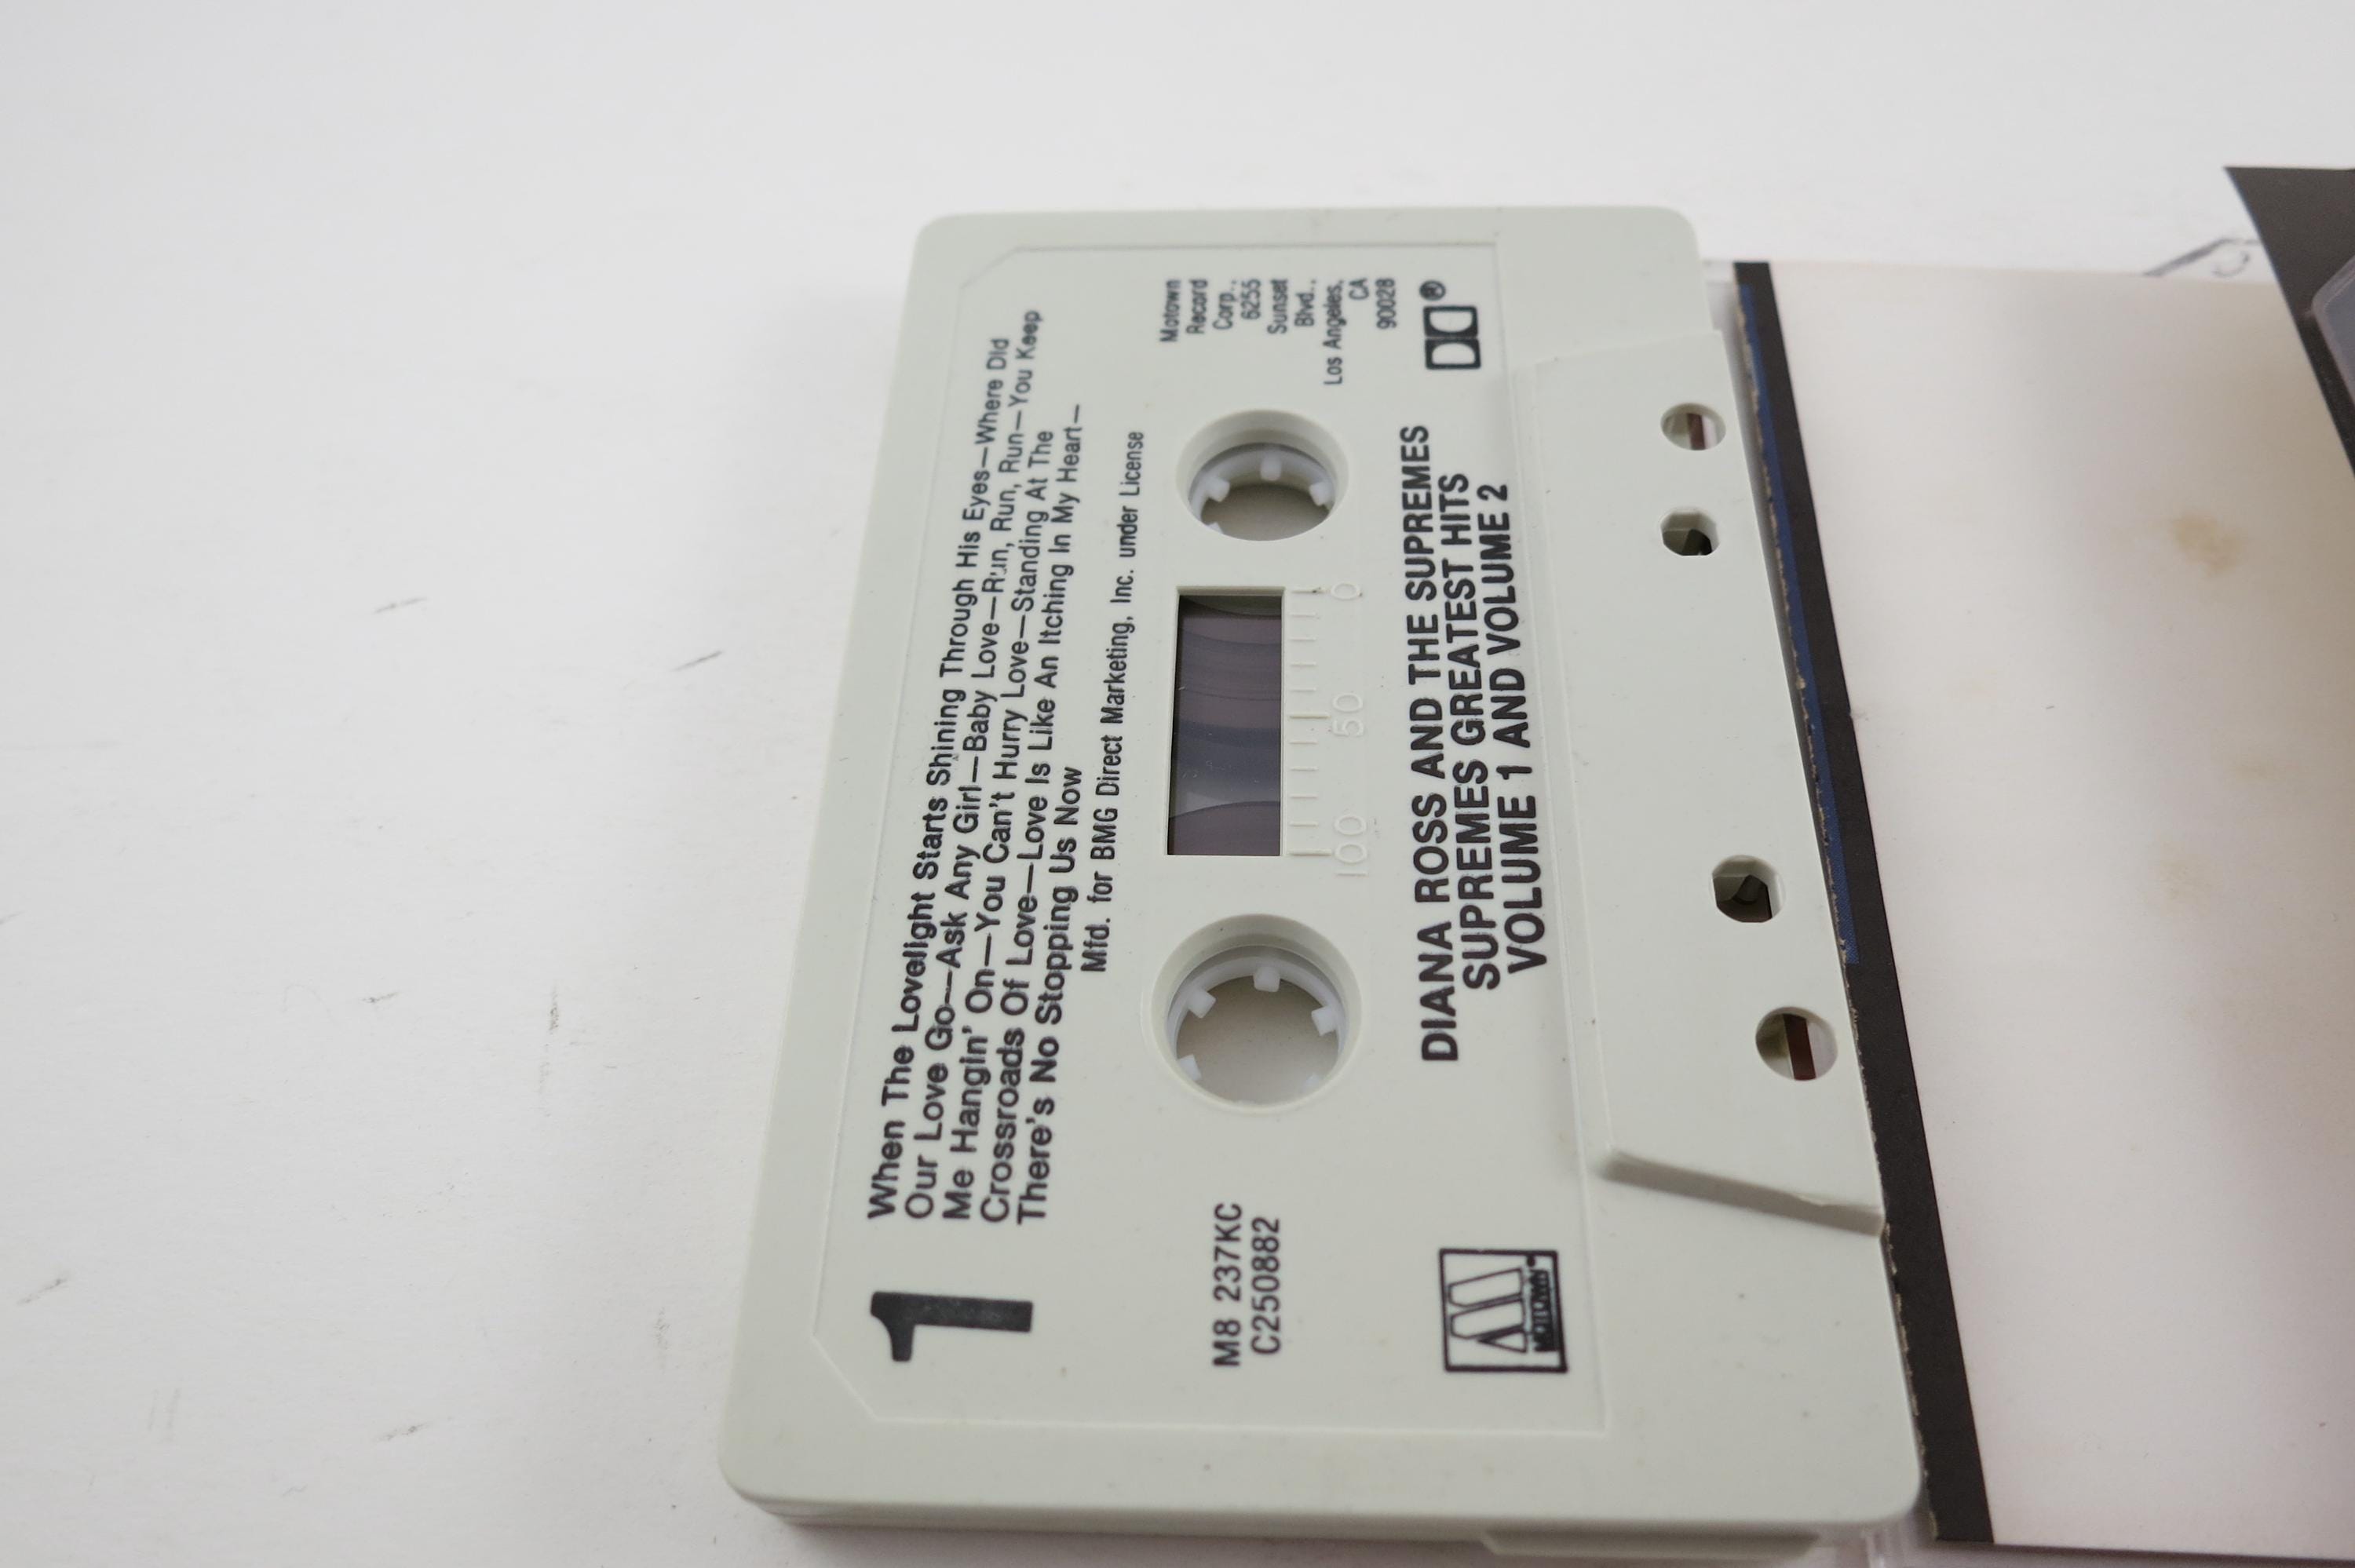 1
When The Lovelight Starts Shining Through His Eyes—Where Did
Our Love Go—Ask Any Girl—Baby Love—Run, Run, Run—You Keep
Me Hangin' On—You Can't Hurry Love—Standing At The
Crossroads Of Love—Love Is Like An Itching In My Heart—
There's No Stopping Us Now
Mfd. for BMG Direct Marketing, Inc. under License
M8 237KC
C250882
100 50 0
Motown
Record
Corp.,
6255
Sunset
Blvd.,
Los Angeles,
CA
90028
MOTOWN
DIANA ROSS AND THE SUPREMES
SUPREMES GREATEST HITS
VOLUME 1 AND VOLUME 2
®